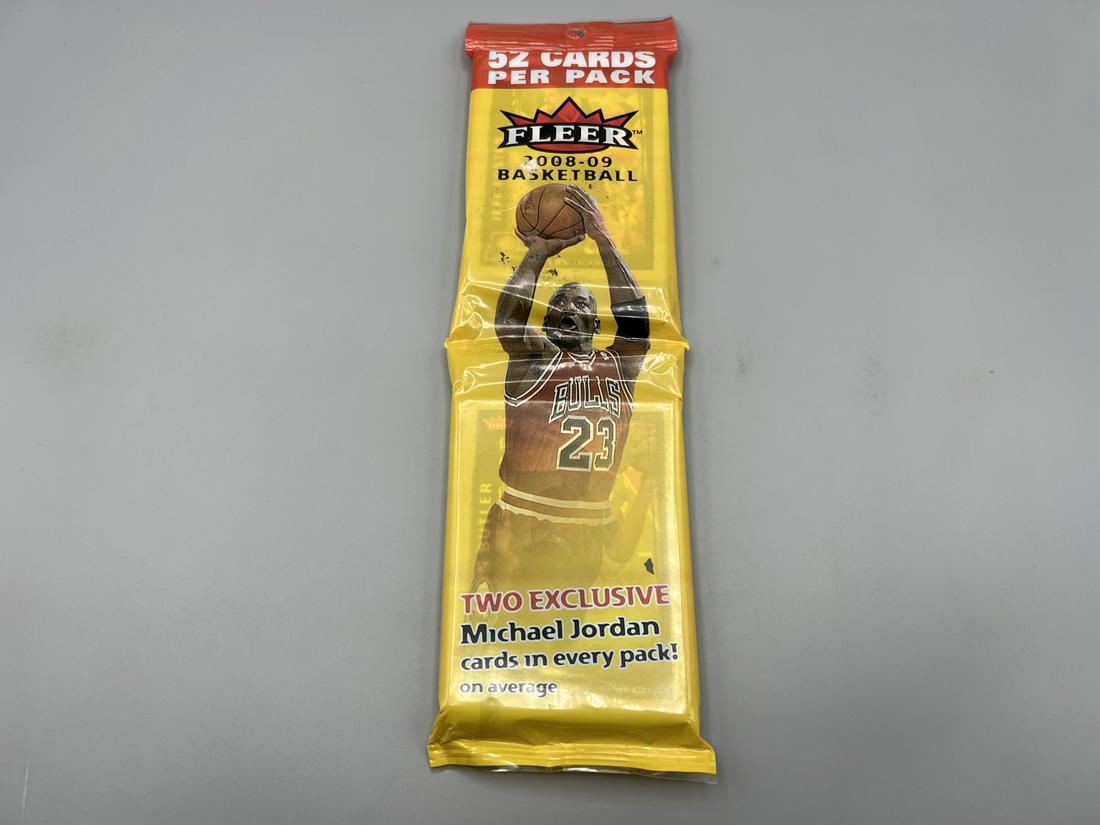 52 CARDS
PER PACK
FLEER™
2008-09
BASKETBALL
BULLS
23
TWO EXCLUSIVE
Michael Jordan
cards in every pack!
on average